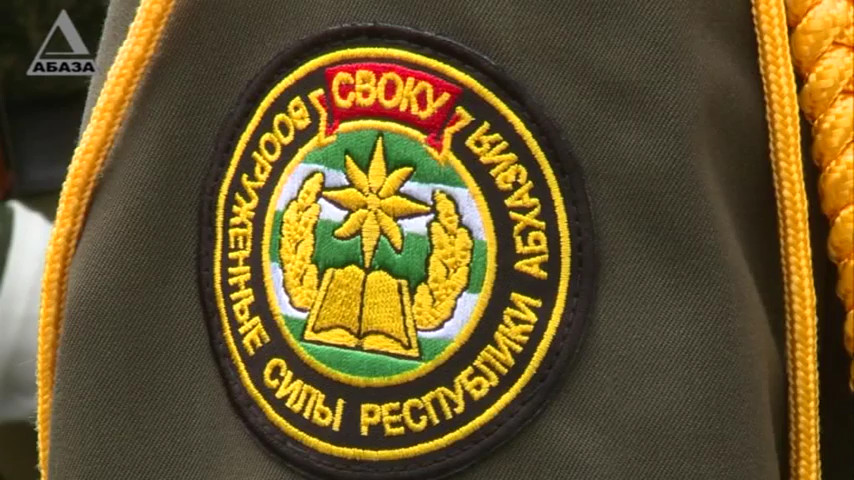 АБАЗА
СВОКУ
ВООРУЖЕННЫЕ СИЛЫ РЕСПУБЛИКИ АБХАЗИЯ